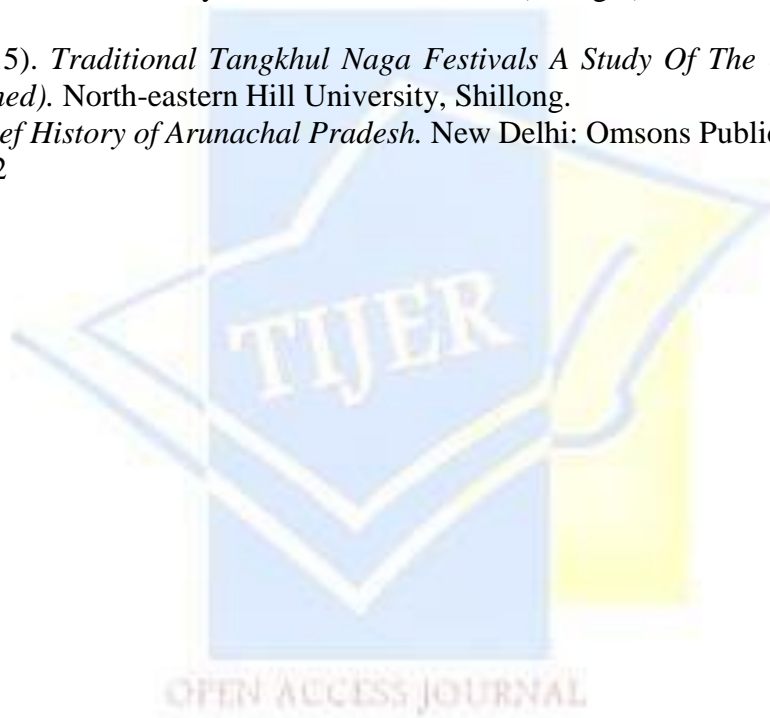 5). Traditional Tangkhul Naga Festivals A Study Of The
ned). North-eastern Hill University, Shillong.
ef History of Arunachal Pradesh. New Delhi: Omsons Public
2
TIJER
OPEN ACCESS JOURNAL